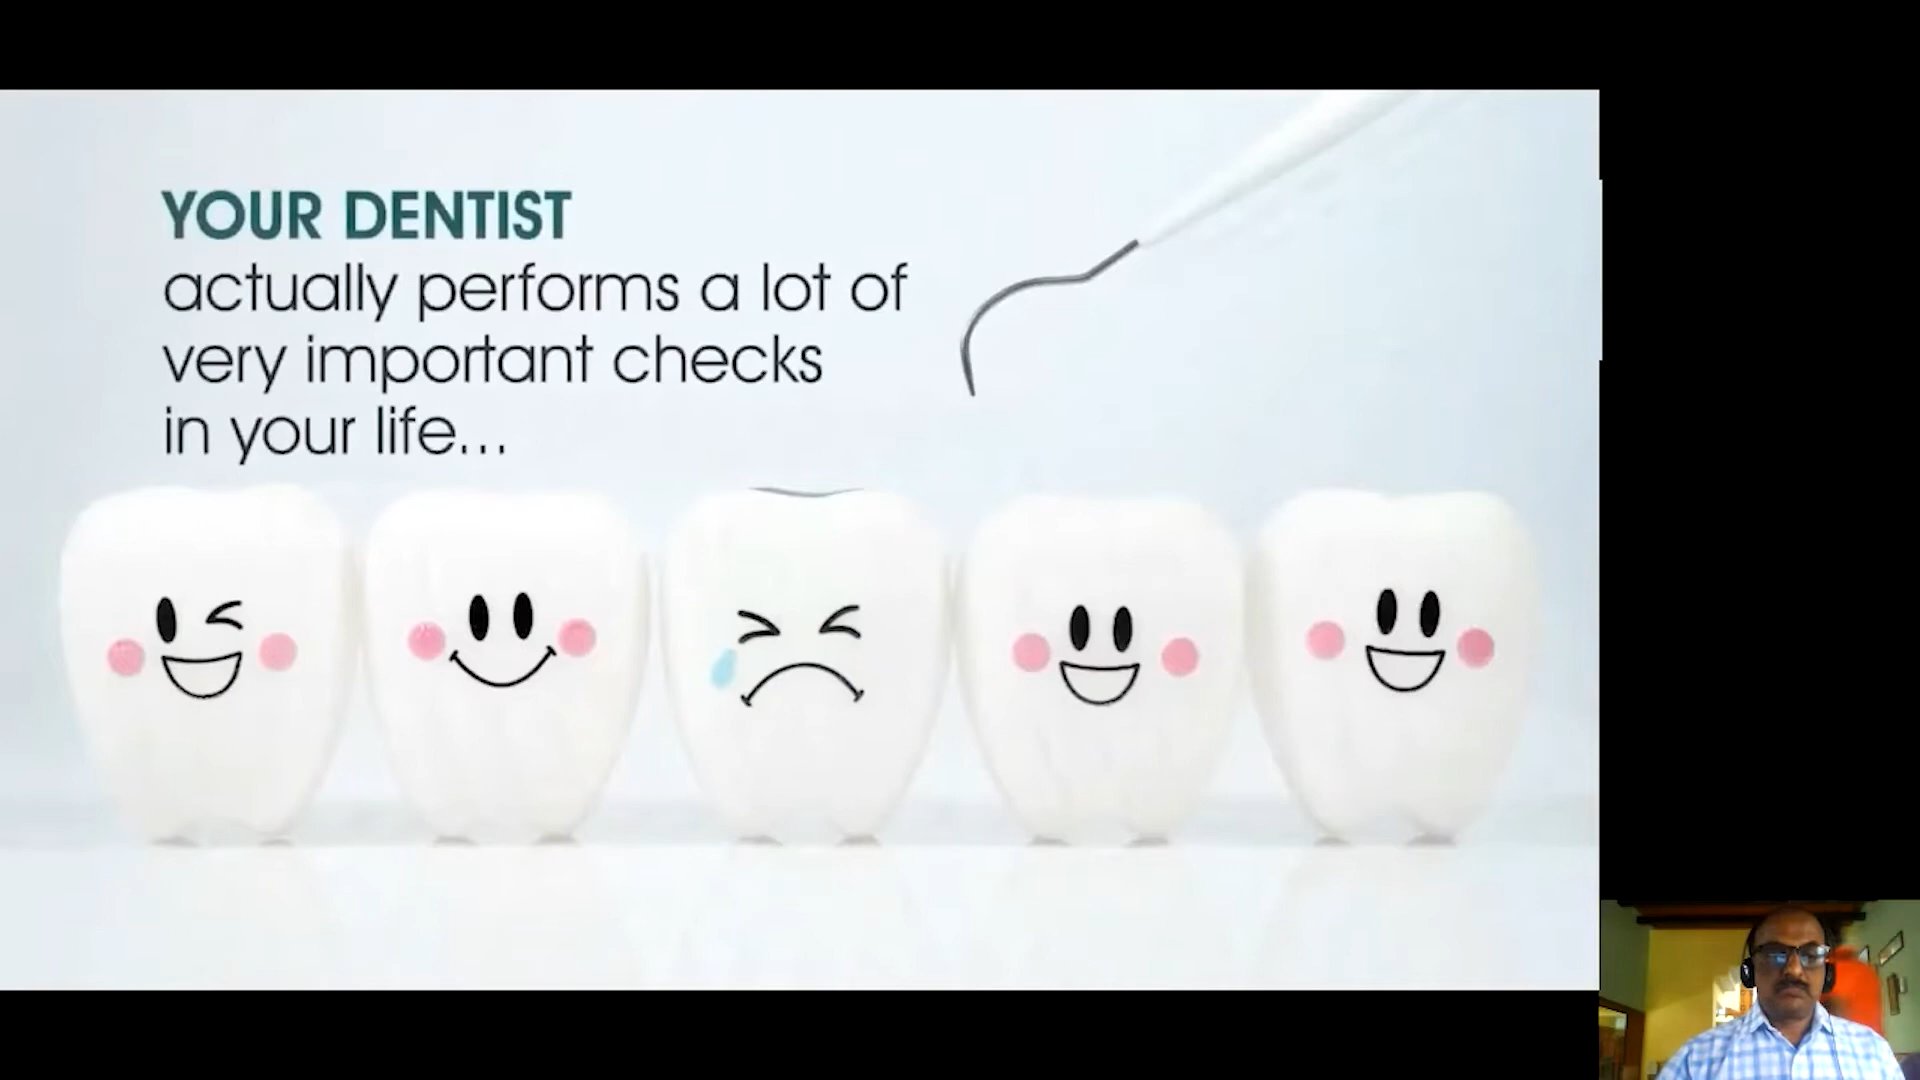 YOUR DENTIST
actually performs a lot of
very important checks
in your life...